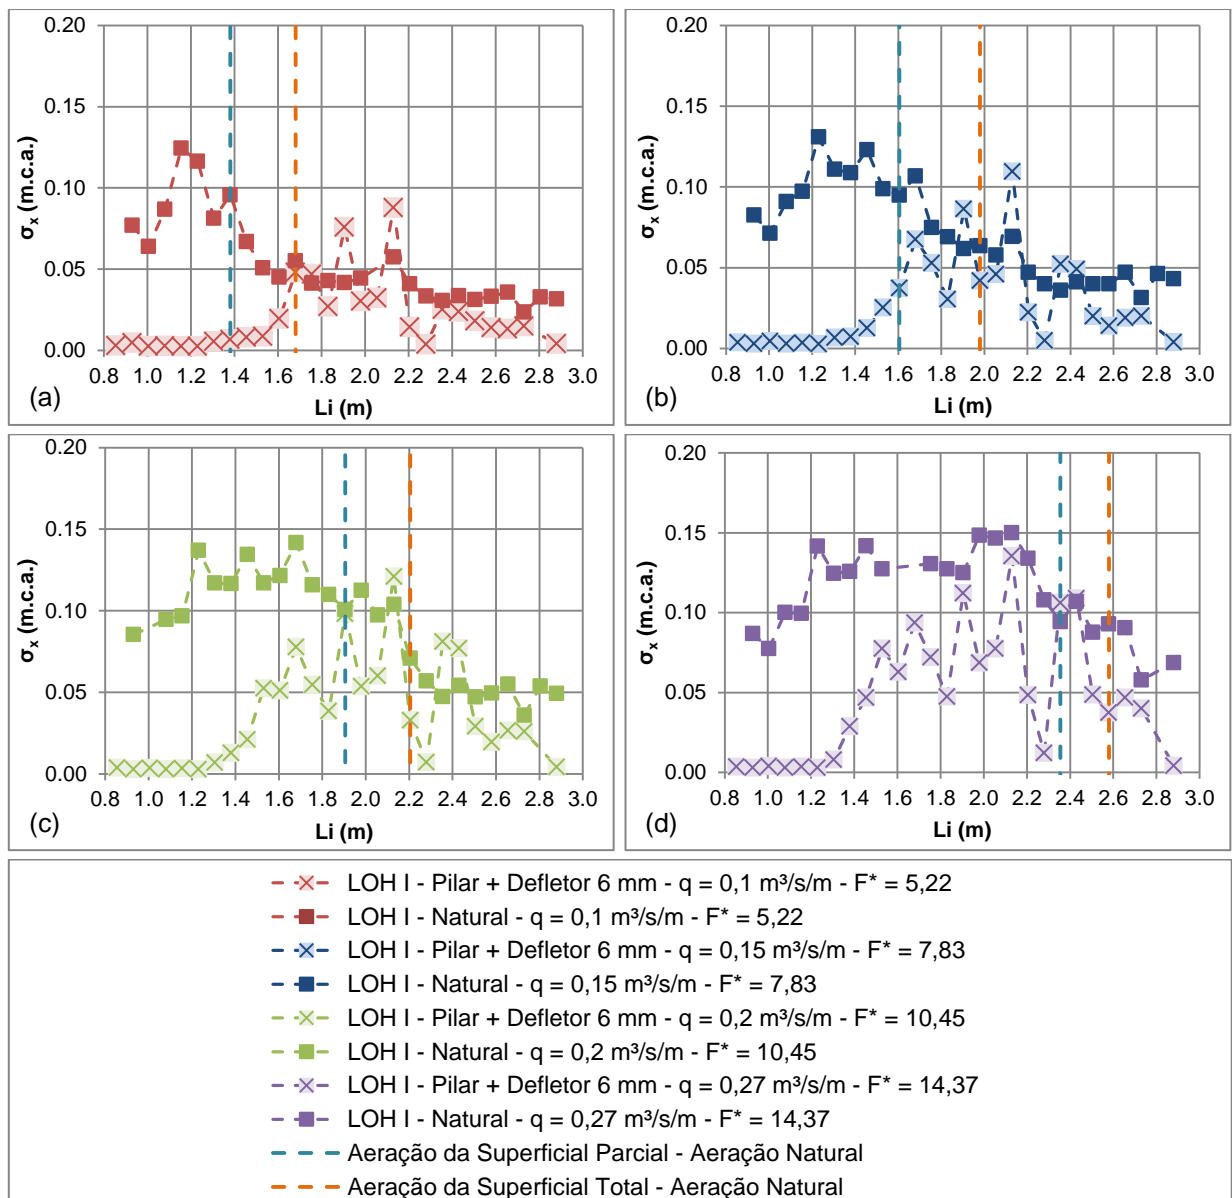 0.20
0.15
0.10
0.05
0.00
σx (m.c.a.)
0.8 1.0 1.2 1.4 1.6 1.8 2.0 2.2 2.4 2.6 2.8 3.0
(a)
Li (m)
0.20
0.15
0.10
0.05
0.00
σx (m.c.a.)
0.8 1.0 1.2 1.4 1.6 1.8 2.0 2.2 2.4 2.6 2.8 3.0
(b)
Li (m)
0.20
0.15
0.10
0.05
0.00
σx (m.c.a.)
0.8 1.0 1.2 1.4 1.6 1.8 2.0 2.2 2.4 2.6 2.8 3.0
(c)
Li (m)
0.20
0.15
0.10
0.05
0.00
σx (m.c.a.)
0.8 1.0 1.2 1.4 1.6 1.8 2.0 2.2 2.4 2.6 2.8 3.0
(d)
Li (m)
LOH I - Pilar + Defletor 6 mm - q = 0,1 m³/s/m - F* = 5,22
LOH I - Natural - q = 0,1 m³/s/m - F* = 5,22
LOH I - Pilar + Defletor 6 mm - q = 0,15 m³/s/m - F* = 7,83
LOH I - Natural - q = 0,15 m³/s/m - F* = 7,83
LOH I - Pilar + Defletor 6 mm - q = 0,2 m³/s/m - F* = 10,45
LOH I - Natural - q = 0,2 m³/s/m - F* = 10,45
LOH I - Pilar + Defletor 6 mm - q = 0,27 m³/s/m - F* = 14,37
LOH I - Natural - q = 0,27 m³/s/m - F* = 14,37
Aeração da Superficial Parcial - Aeração Natural
Aeração da Superficial Total - Aeração Natural